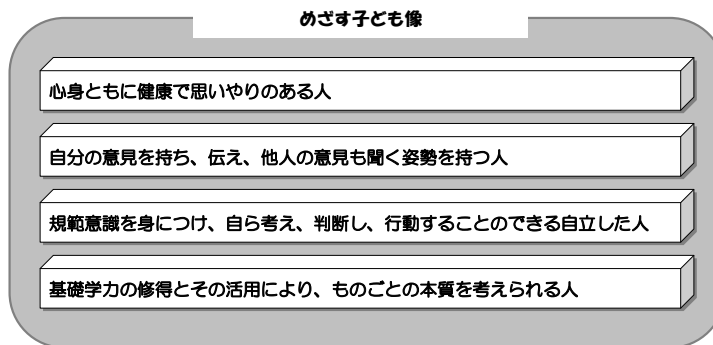 めざす子ども像
心身ともに健康で思いやりのある人
自分の意見を持ち、伝え、他人の意見も聞く姿勢を持つ人
規範意識を身につけ、自ら考え、判断し、行動することのできる自立した人
基礎学力の修得とその活用により、ものごとの本質を考えられる人